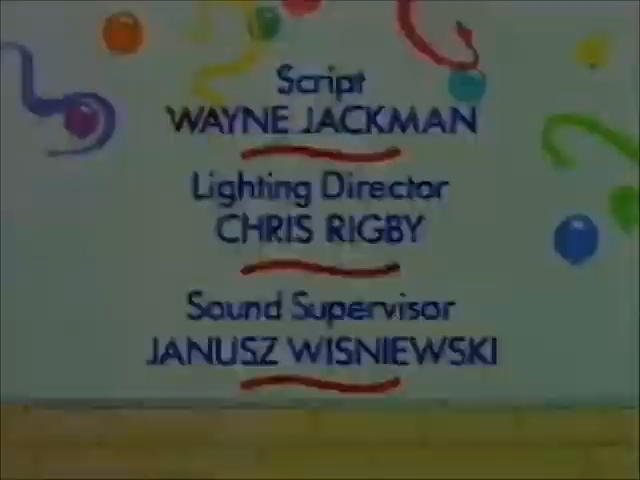 Script
WAYNE JACKMAN
Lighting Director
CHRIS RIGBY
Sound Supervisor
JANUSZ WISNIEWSKI